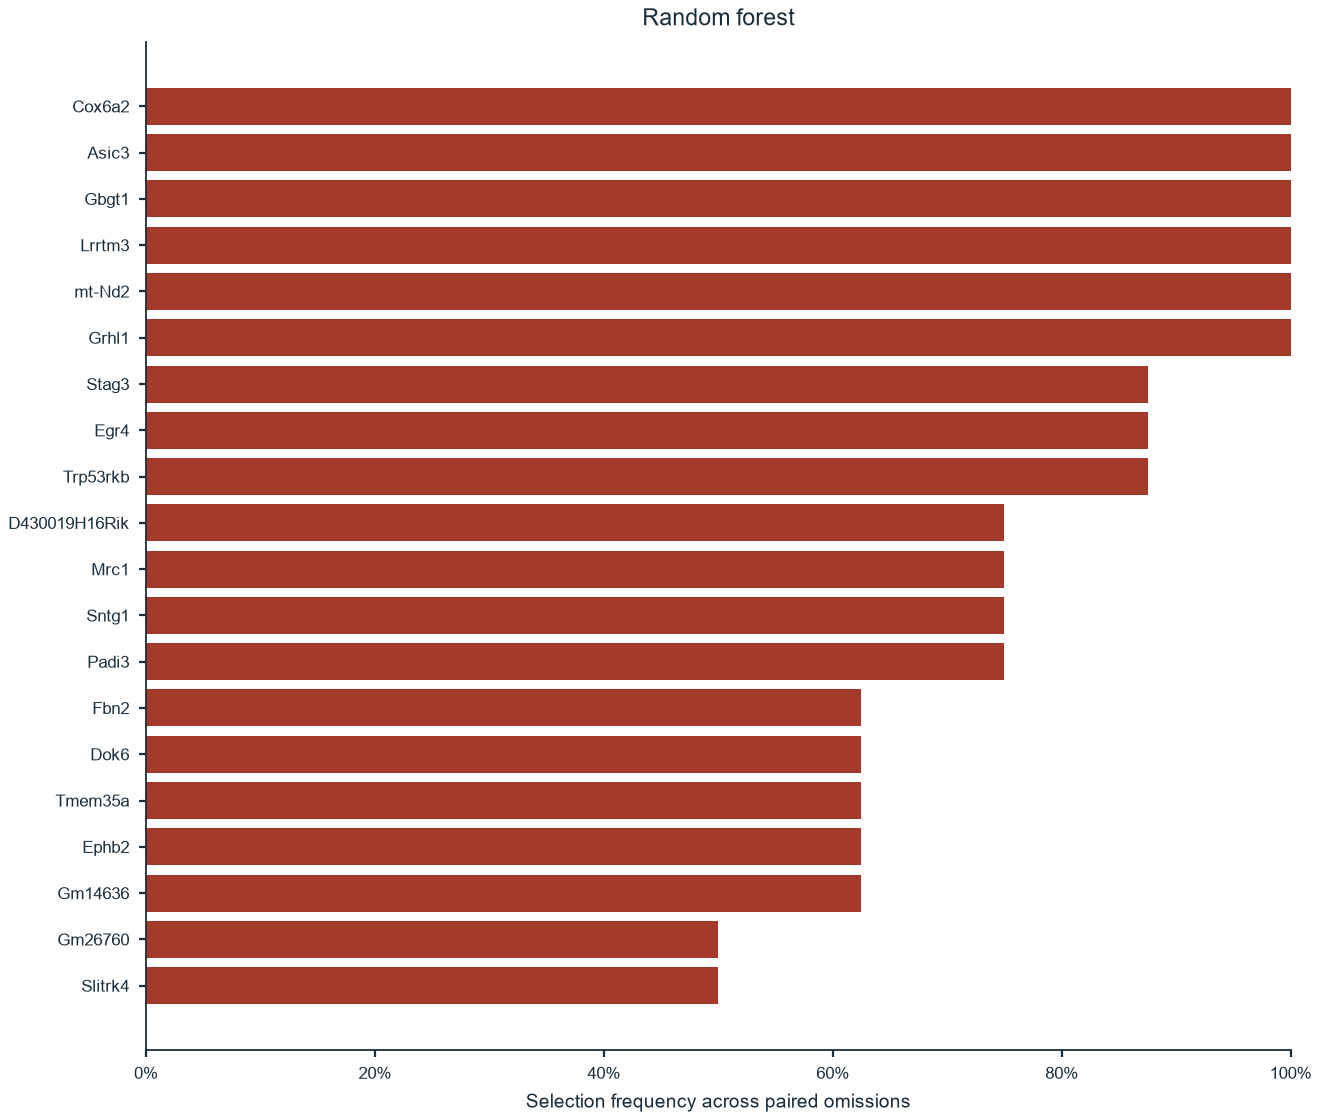 Random forest
Cox6a2
Asic3
Gbgt1
Lrrtm3
mt-Nd2
Grhl1
Stag3
Egr4
Trp53rkb
D430019H16Rik
Mrc1
Sntg1
Padi3
Fbn2
Dok6
Tmem35a
Ephb2
Gm14636
Gm26760
Slitrk4
0% 20% 40% 60% 80% 100%
Selection frequency across paired omissions